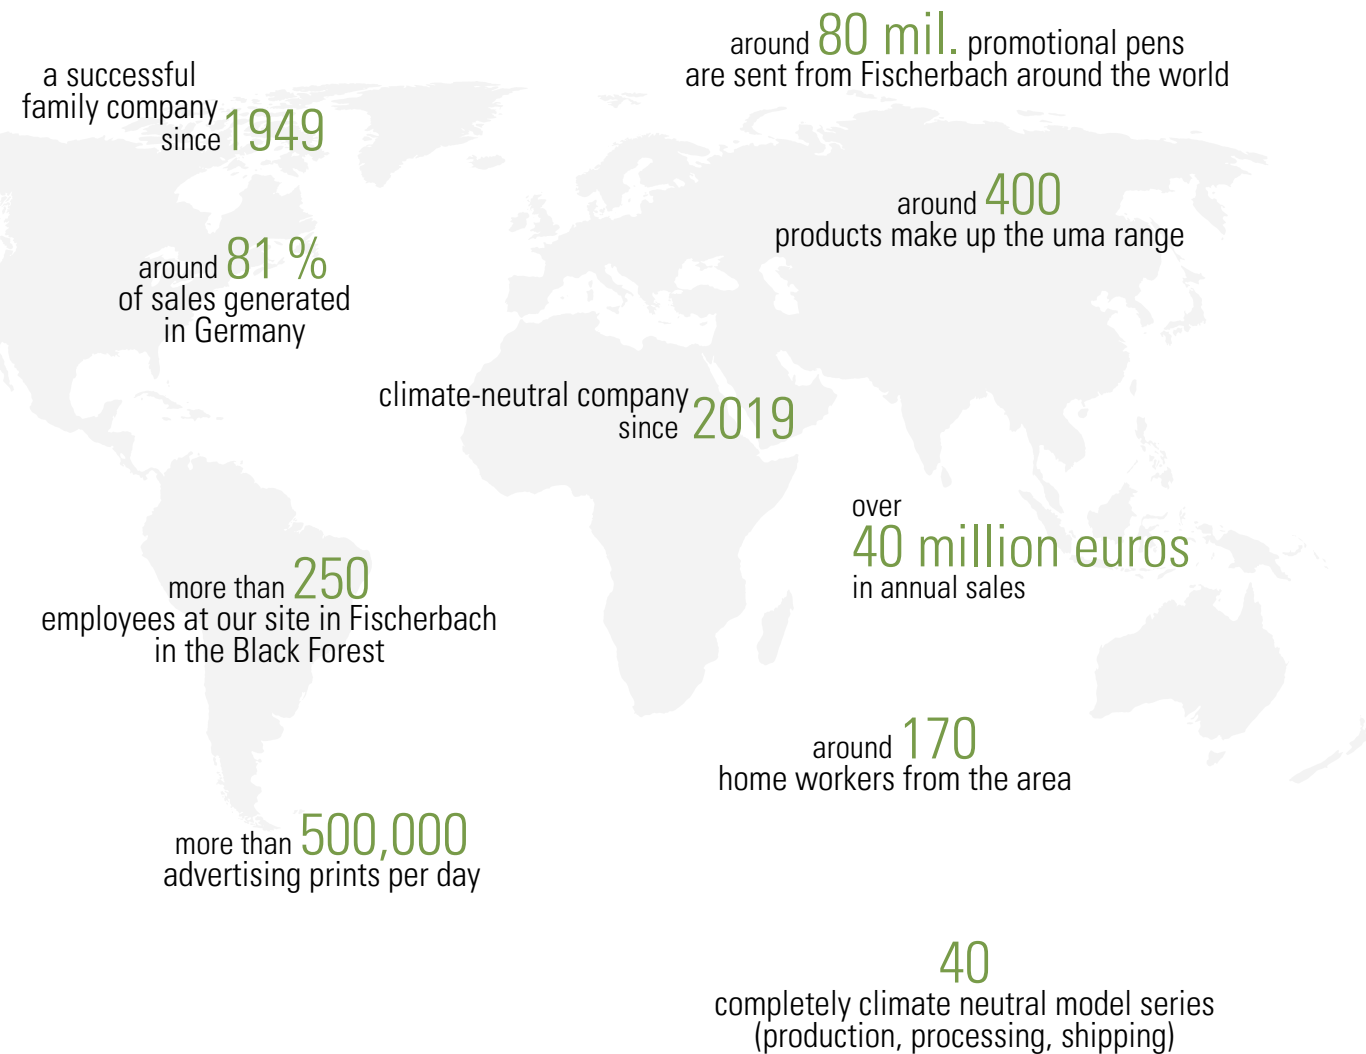 around 80 mil. promotional pens
are sent from Fischerbach around the world
a successful
family company
since 1949
around 400
products make up the uma range
around 81 %
of sales generated
in Germany
climate-neutral company
since 2019
over
40 million euros
in annual sales
more than 250
employees at our site in Fischerbach
in the Black Forest
around 170
home workers from the area
more than 500,000
advertising prints per day
40
completely climate neutral model series
(production, processing, shipping)